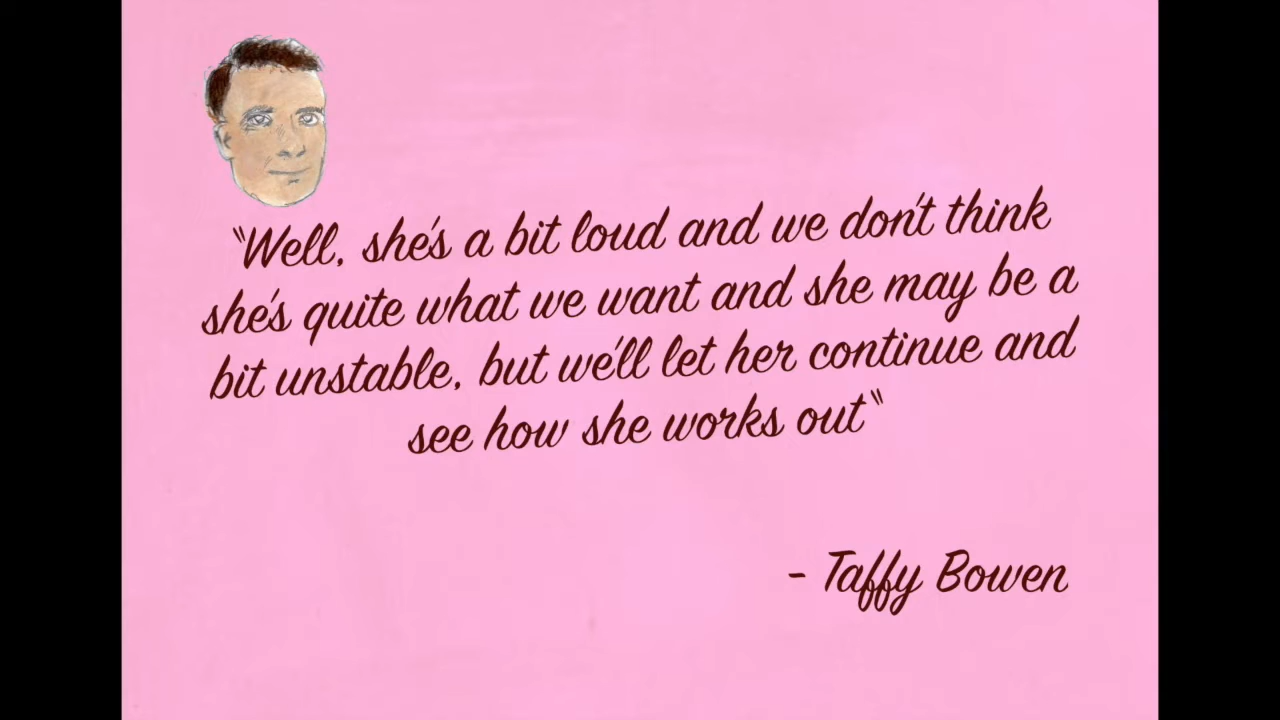 "Well, she's a bit loud and we don't think
she's quite what we want and she may be a
bit unstable, but we'll let her continue and
see how she works out"
- Taffy Bowen